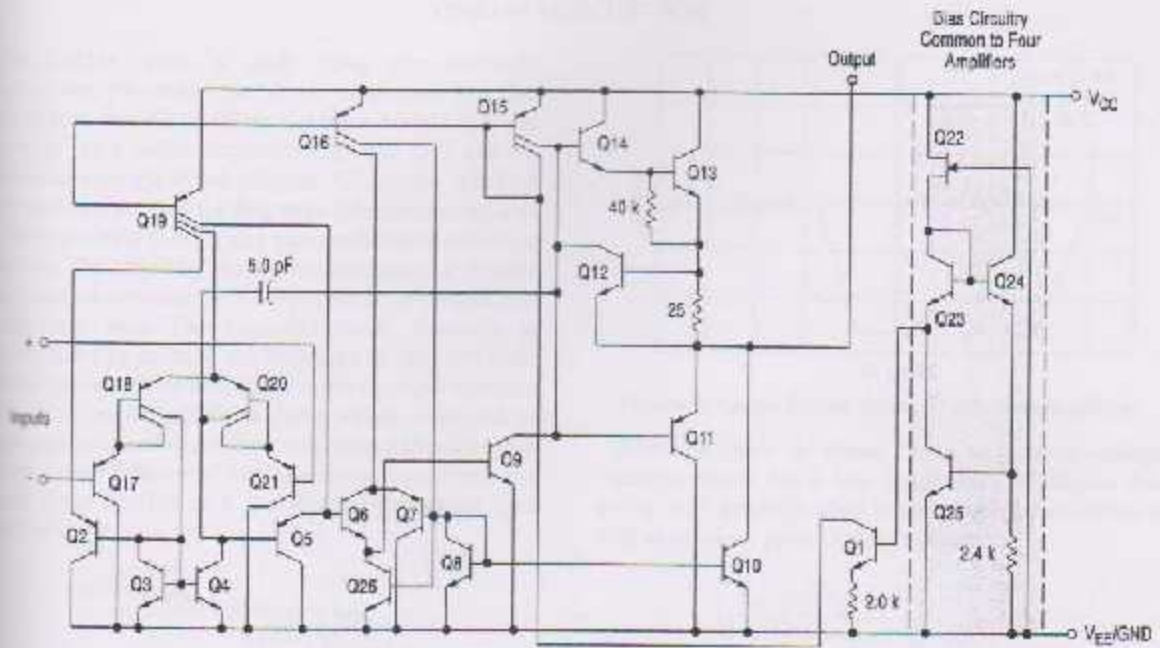 Bias Circuitry
Common to Four
Amplifiers
Output
VCC
Q15
Q16
Q14
Q13
Q22
40 k
Q19
5.0 pF
Q12
Q24
25
Q23
+
Q18
Q20
Inputs
Q11
-
Q17
Q21
Q9
Q25
Q2
Q5
Q6
Q7
Q1
Q3
Q4
Q26
Q8
Q10
2.4 k
2.0 k
VEE/GND